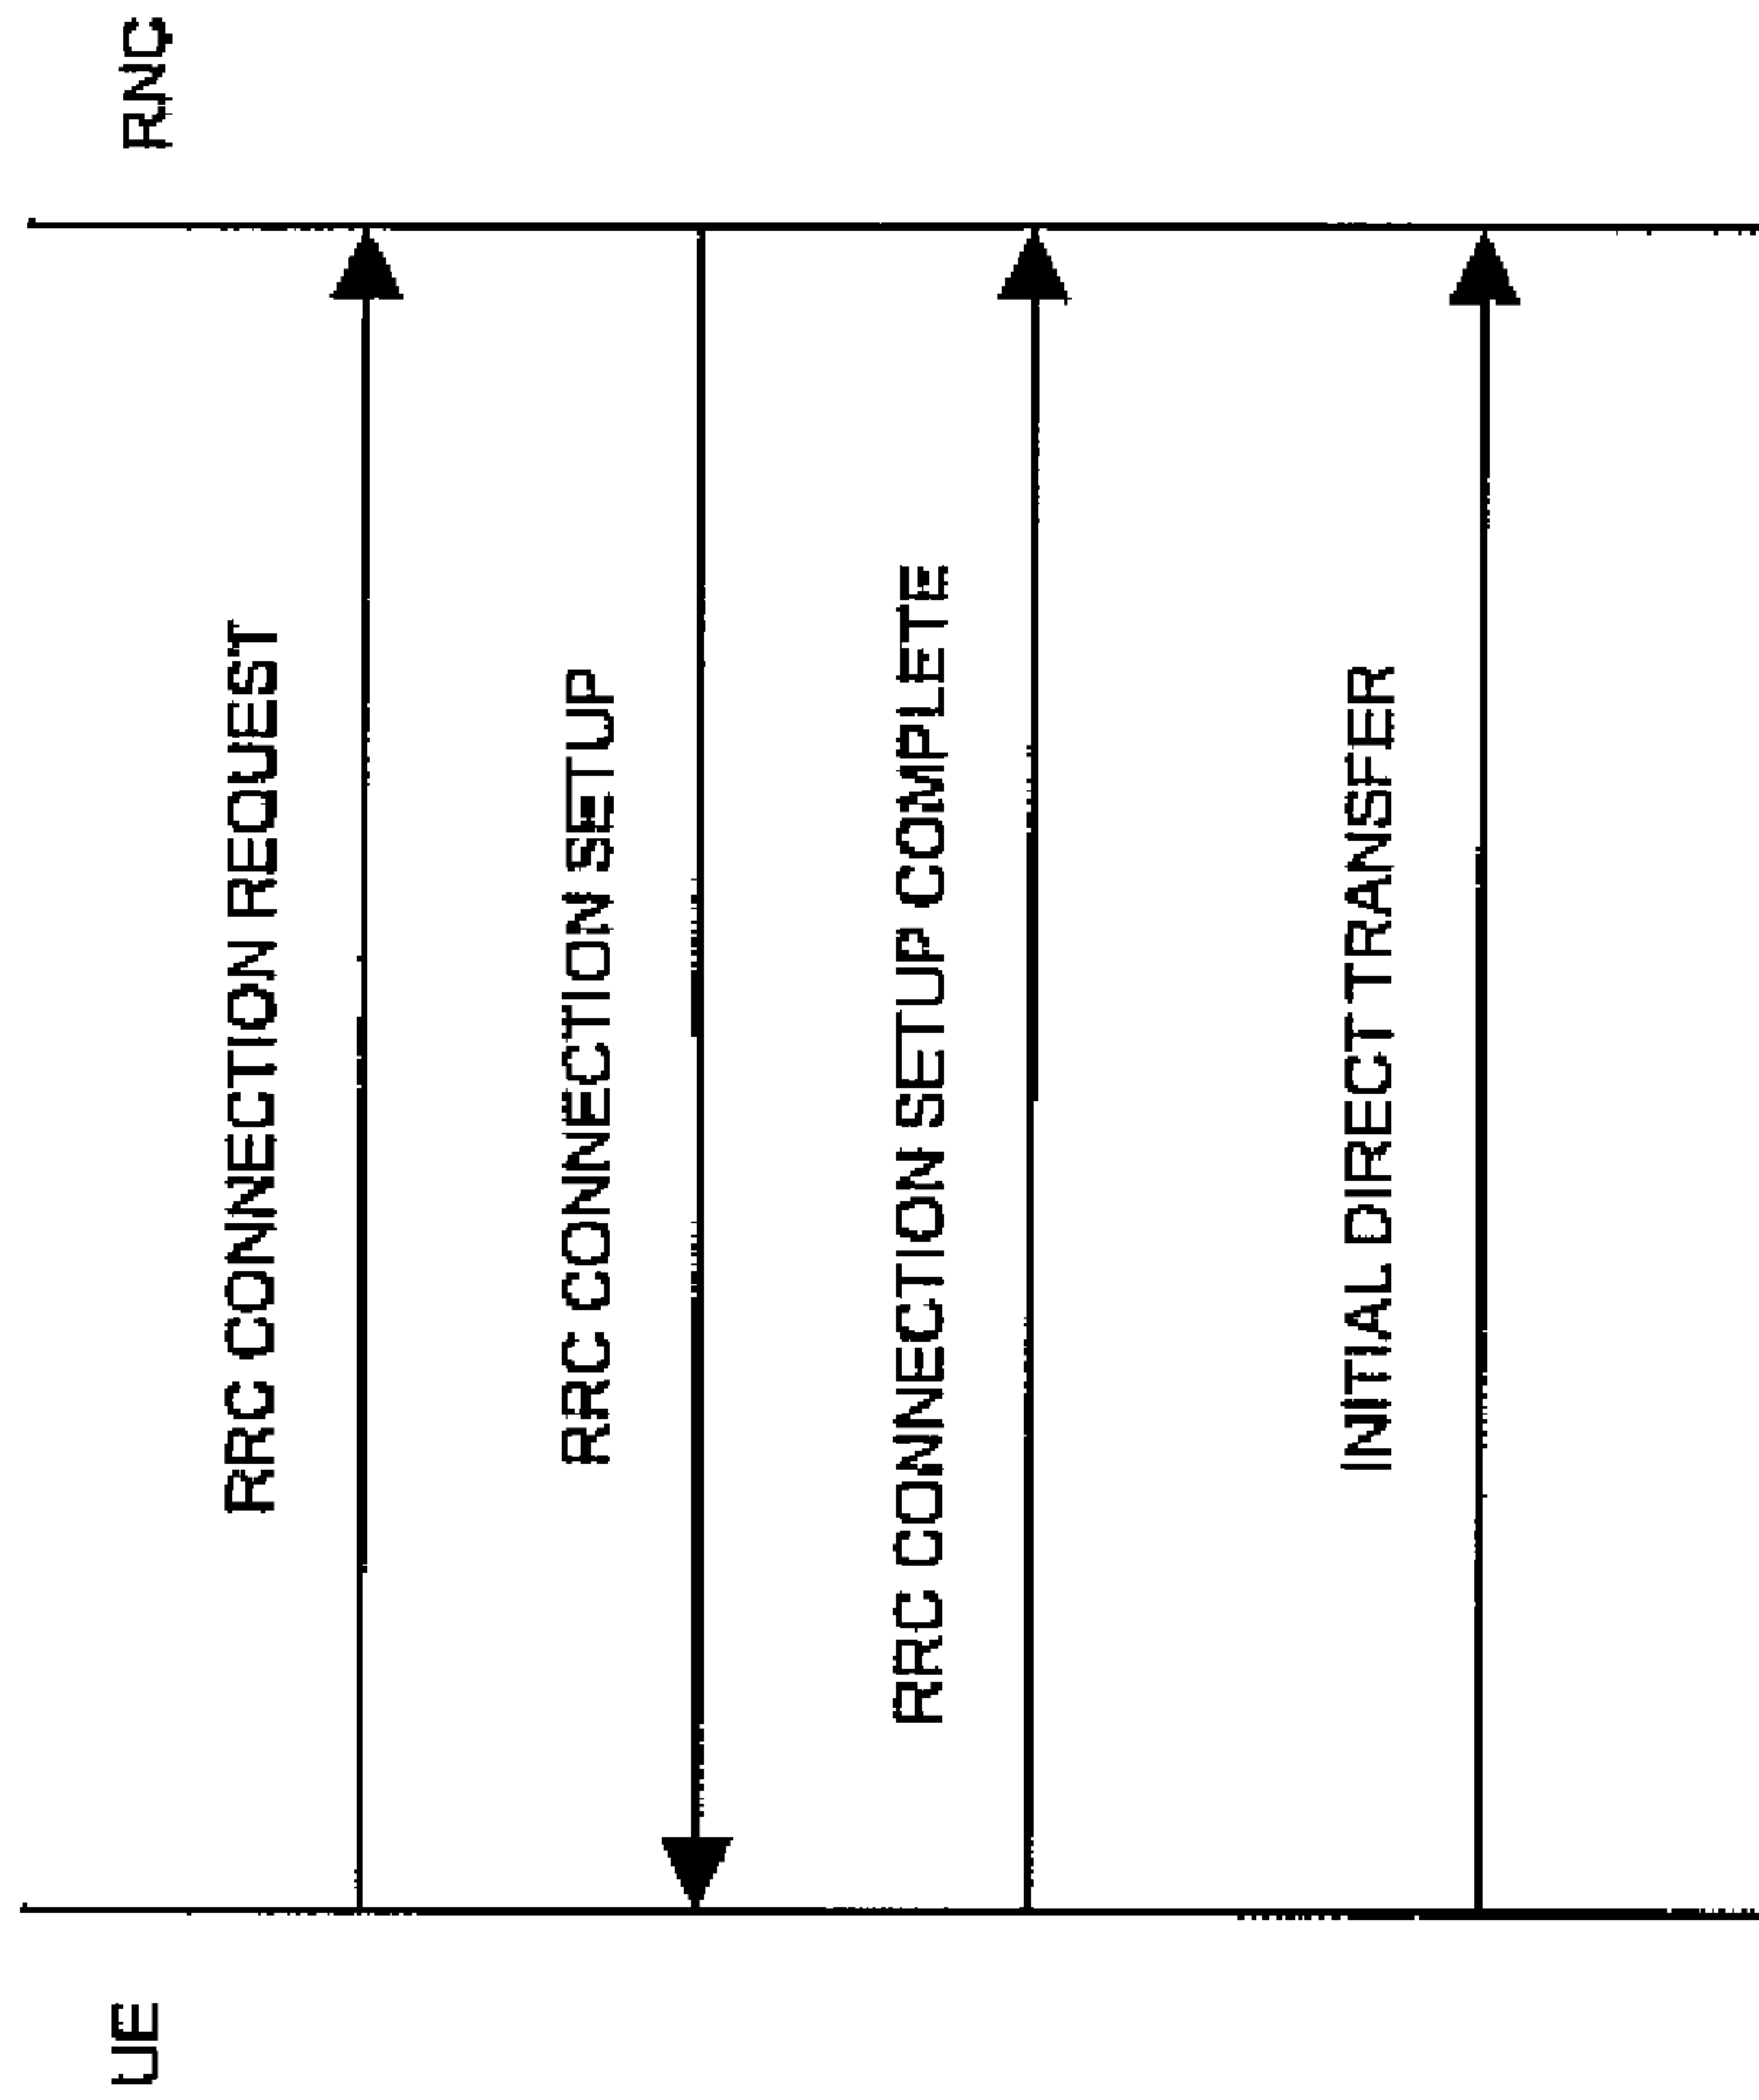 UE
RNC
RRC CONNECTION REQUEST
RRC CONNECTION SETUP
RRC CONNECTION SETUP COMPLETE
INITIAL DIRECT TRANSFER